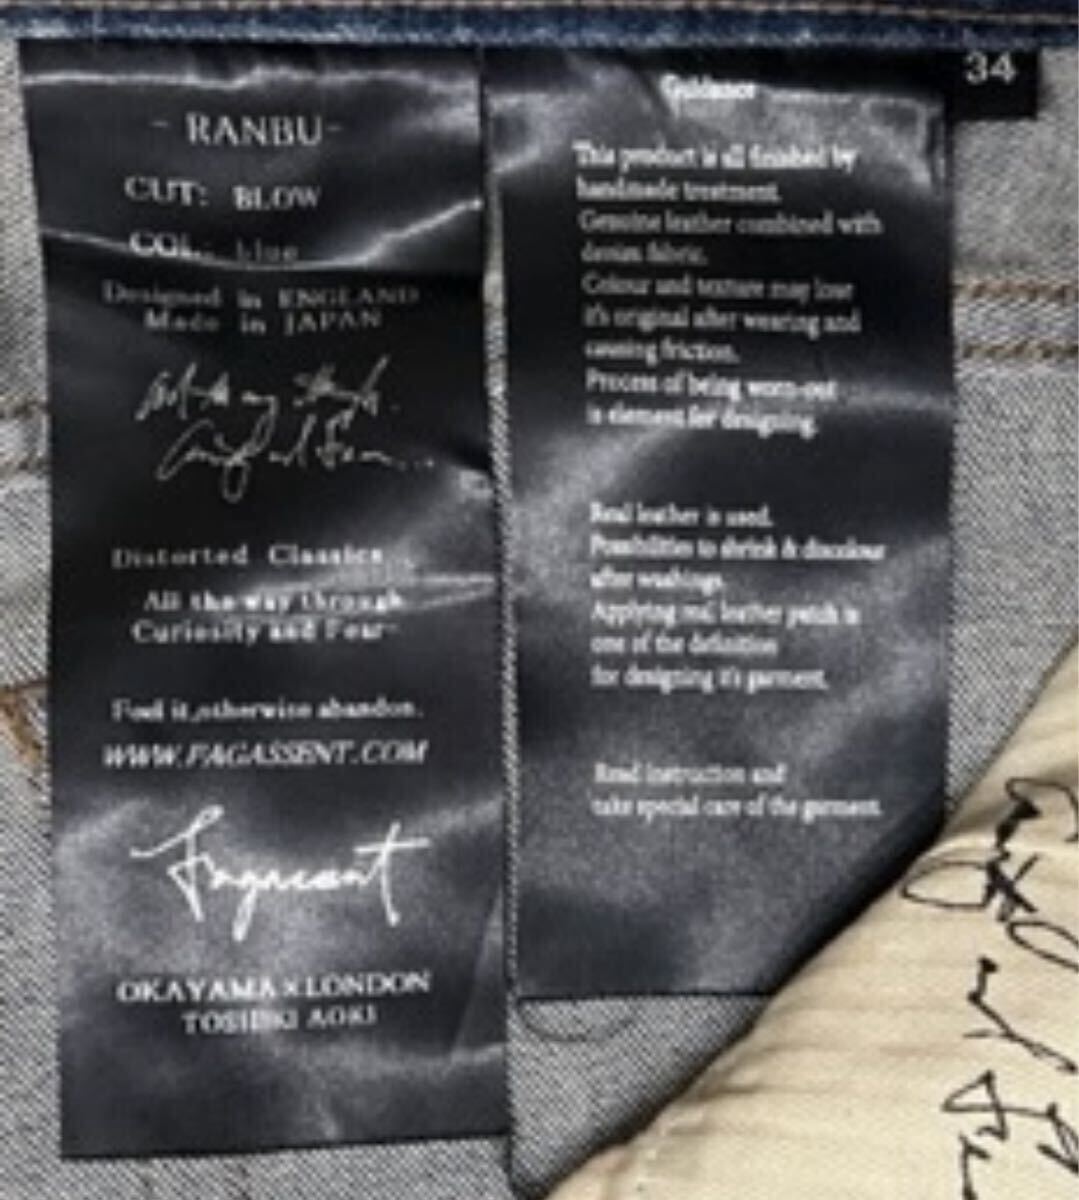 - RANBU-
CUT: BLOW
COL. blue
Designed in ENGLAND
Made in JAPAN
Distorted Classics
All the way through
Curiosity and Fear-
Feel it,otherwise abandon.
WWW.FAGASSENT.COM
Fagassent
OKAYAMA×LONDON
TOSHIKI AOKI
Guidance
This product is all finished by
handmade treatment.
Genuine leather combined with
denim fabric.
Colour and texture may lose
it's original after wearing and
causing friction.
Process of being worn-out
is element for designing.
Real leather is used.
Possibilities to shrink & discolour
after washings.
Applying real leather patch is
one of the definition
for designing it's garment.
Read instruction and
take special care of the garment.
34